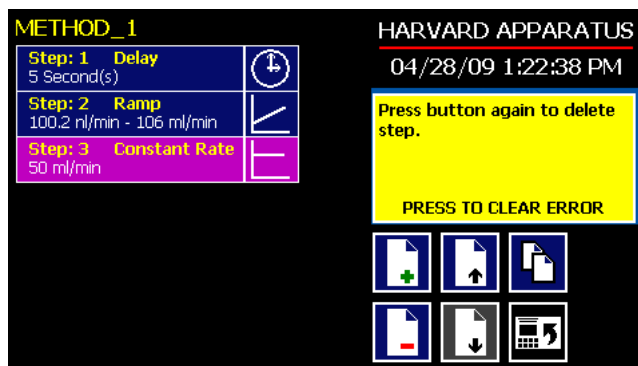 METHOD_1
Step: 1 Delay
5 Second(s)
Step: 2 Ramp
100.2 nl/min - 106 ml/min
Step: 3 Constant Rate
50 ml/min
HARVARD APPARATUS
04/28/09 1:22:38 PM
Press button again to delete
step.
PRESS TO CLEAR ERROR